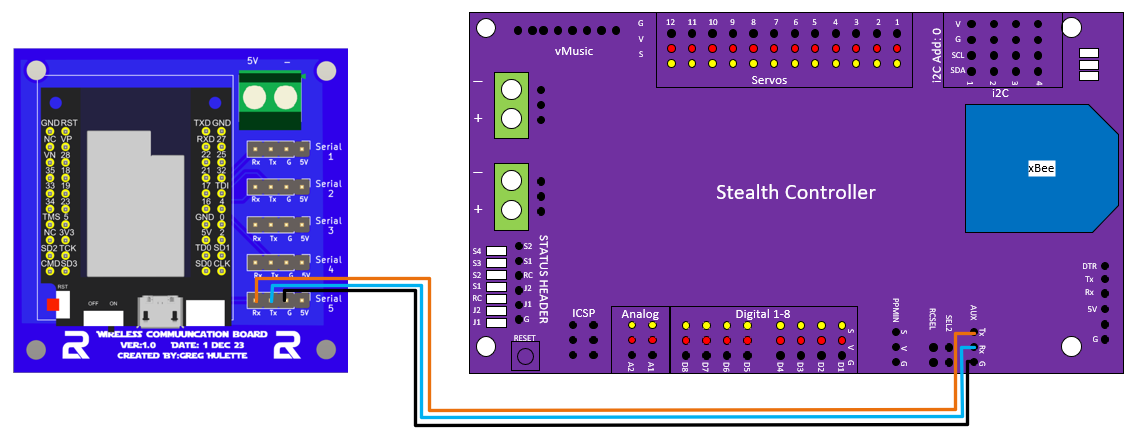 5V –
GND RST
NC VP
VN 28
35 18
33 19
34 23
TMS 5
NC 3V3
SD2 TCK
CMD SD3
TXD GND
RXD 27
22 25
21 32
17 TDI
16 4
GND 0
5V 2
TD0 SD1
SD0 CLK
Serial
1
Rx Tx G 5V
Serial
2
Rx Tx G 5V
Serial
3
Rx Tx G 5V
Serial
4
Rx Tx G 5V
Serial
5
Rx Tx G 5V
RST
OFF ON
WIRELESS COMMUUNCATION BOARD
VER:1.0 DATE: 1 DEC 23
CREATED BY:GREG HULETTE
vMusic
G
V
S
12 11 10 9 8 7 6 5 4 3 2 1
Servos
i2C Add: 0
V
G
SCL
SDA
1 2 3 4
i2C
–
+
–
+
xBee
Stealth Controller
S4
S3
S2
S1
RC
J2
J1
S2
S1
RC
J2
J1
G
STATUS HEADER
RESET
ICSP
Analog
A2 A1
Digital 1-8
D8 D7 D6 D5 D4 D3 D2 D1
S
V
G
PPMIN
S
V
G
RCSEL
SEL2
AUX
Tx
Rx
G
DTR
Tx
Rx
5V
G